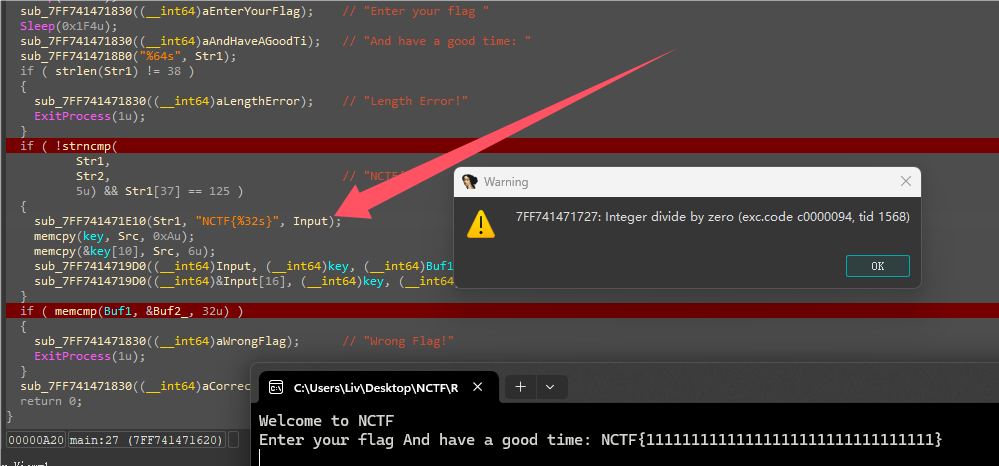 sub_7FF741471830((__int64)aEnterYourFlag);    // "Enter your flag "
Sleep(0x1F4u);
sub_7FF741471830((__int64)aAndHaveAGoodTi);   // "And have a good time: "
sub_7FF7414718B0("%64s", Str1);
if ( strlen(Str1) != 38 )
{
sub_7FF741471830((__int64)aLengthError);    // "Length Error!"
ExitProcess(1u);
}
if ( !strncmp(
Str1,
Str2,                                // "NCTF
5u) && Str1[37] == 125 )
{
sub_7FF741471E10(Str1, "NCTF{%32s}", Input);
memcpy(key, Src, 0xAu);
memcpy(&key[10], Src, 6u);
sub_7FF7414719D0((__int64)Input, (__int64)key, (__int64)Buf1
sub_7FF7414719D0((__int64)&Input[16], (__int64)key, (__int64
}
if ( memcmp(Buf1, &Buf2_, 32u) )
{
sub_7FF741471830((__int64)aWrongFlag);      // "Wrong Flag!"
ExitProcess(1u);
}
sub_7FF741471830((__int64)aCorrec
return 0;
}
00000A20 main:27 (7FF741471620)
Warning
7FF741471727: Integer divide by zero (exc.code c0000094, tid 1568)
OK
C:\Users\Liv\Desktop\NCTF\R
Welcome to NCTF
Enter your flag And have a good time: NCTF{11111111111111111111111111111111}